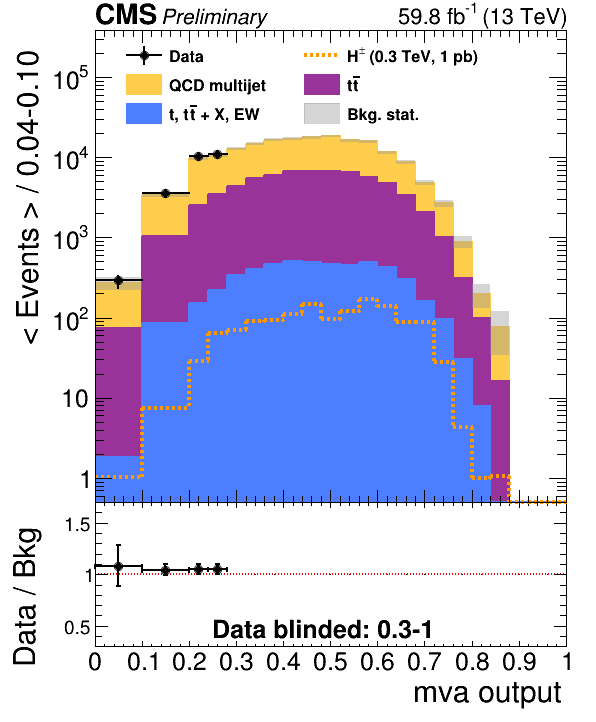 CMS Preliminary 59.8 fb⁻¹ (13 TeV)
Data H± (0.3 TeV, 1 pb)
QCD multijet tt̄
t, tt̄ + X, EW Bkg. stat.
< Events > / 0.04-0.10
10⁵
10⁴
10³
10²
10
1
Data / Bkg
1.5
1
0.5
Data blinded: 0.3-1
0 0.1 0.2 0.3 0.4 0.5 0.6 0.7 0.8 0.9 1
mva output